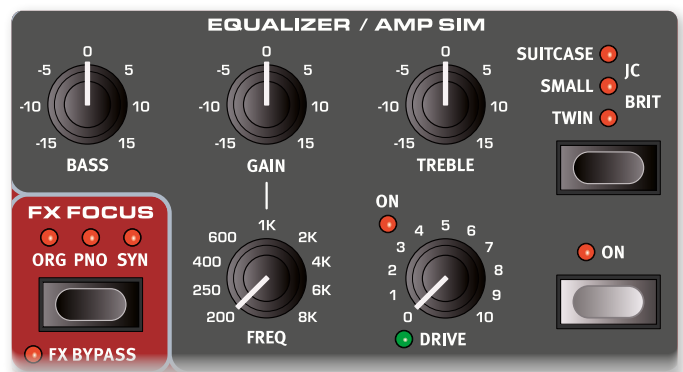 EQUALIZER / AMP SIM
0
-5 5
-10 10
-15 15
BASS
0
-5 5
-10 10
-15 15
GAIN
0
-5 5
-10 10
-15 15
TREBLE
SUITCASE
JC
SMALL
BRIT
TWIN
FX FOCUS
ORG PNO SYN
FX BYPASS
1K
600 2K
400 4K
250 6K
200 8K
FREQ
ON
4 5 6
3 7
2 8
1 9
0 10
DRIVE
ON